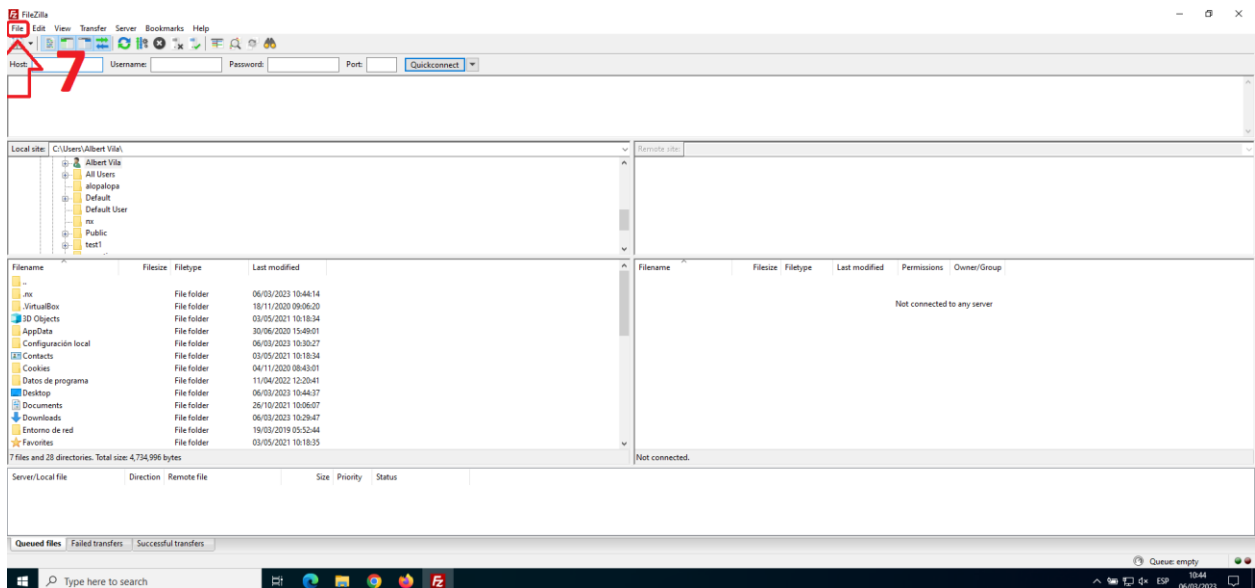 FileZilla
File Edit View Transfer Server Bookmarks Help
7
Host: Username: Password: Port: Quickconnect
Local site: C:\Users\Albert Vila\
Remote site:
Albert Vila
All Users
alopalopa
Default
Default User
nx
Public
test1
Filename Filesize Filetype Last modified
Filename Filesize Filetype Last modified Permissions Owner/Group
..
.nx File folder 06/03/2023 10:44:14
.VirtualBox File folder 18/11/2020 09:06:20
3D Objects File folder 03/05/2021 10:18:34
AppData File folder 30/06/2020 15:49:01
Configuración local File folder 06/03/2023 10:30:27
Contacts File folder 03/05/2021 10:18:34
Cookies File folder 04/11/2020 08:43:01
Datos de programa File folder 11/04/2022 12:20:41
Desktop File folder 06/03/2023 10:44:37
Documents File folder 26/10/2021 10:06:07
Downloads File folder 06/03/2023 10:29:47
Entorno de red File folder 19/03/2019 05:52:44
Favorites File folder 03/05/2021 10:18:35
Not connected to any server
7 files and 28 directories. Total size: 4,734,996 bytes
Not connected.
Server/Local file Direction Remote file Size Priority Status
Queued files Failed transfers Successful transfers
Queue: empty
Type here to search
ESP
10:44
06/03/2023